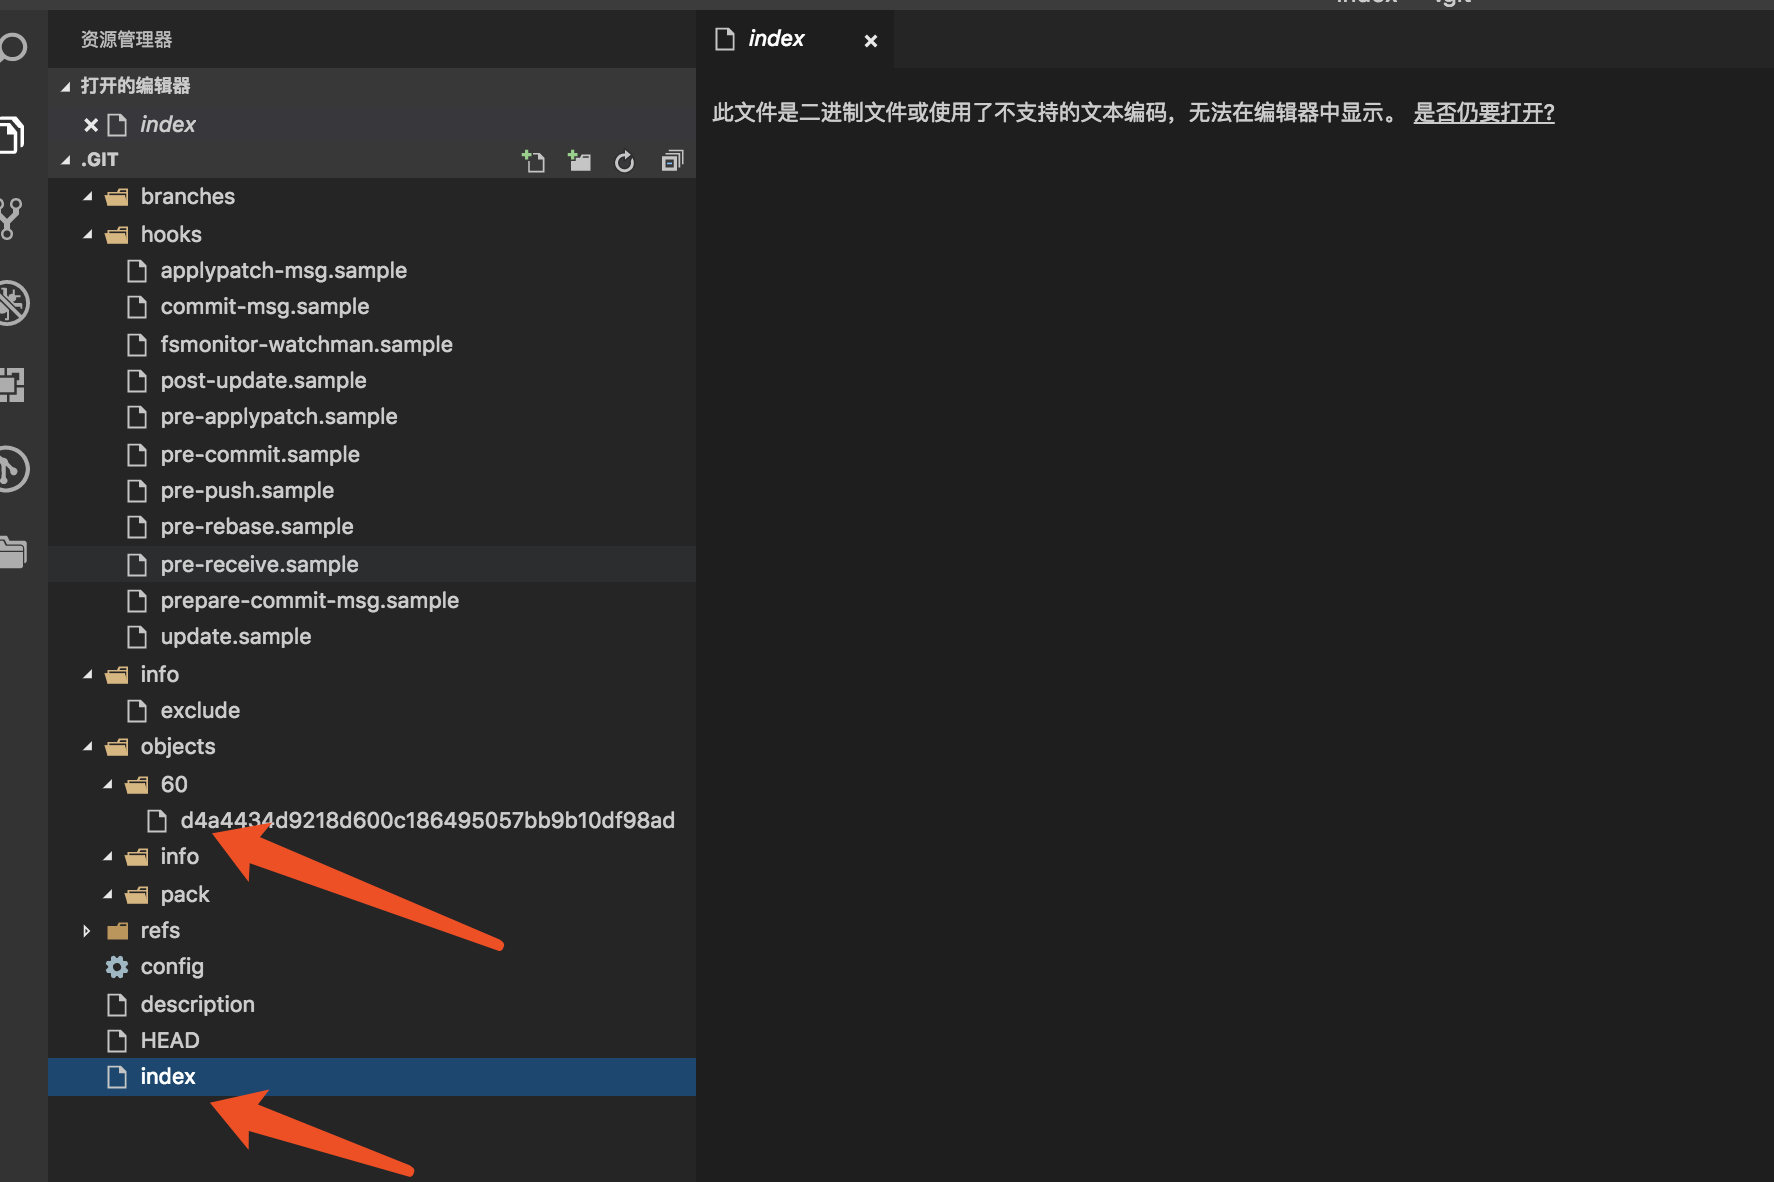 资源管理器
打开的编辑器
index
.GIT
branches
hooks
applypatch-msg.sample
commit-msg.sample
fsmonitor-watchman.sample
post-update.sample
pre-applypatch.sample
pre-commit.sample
pre-push.sample
pre-rebase.sample
pre-receive.sample
prepare-commit-msg.sample
update.sample
info
exclude
objects
60
d4a4434d9218d600c186495057bb9b10df98ad
info
pack
refs
config
description
HEAD
index
index
此文件是二进制文件或使用了不支持的文本编码，无法在编辑器中显示。 是否仍要打开?